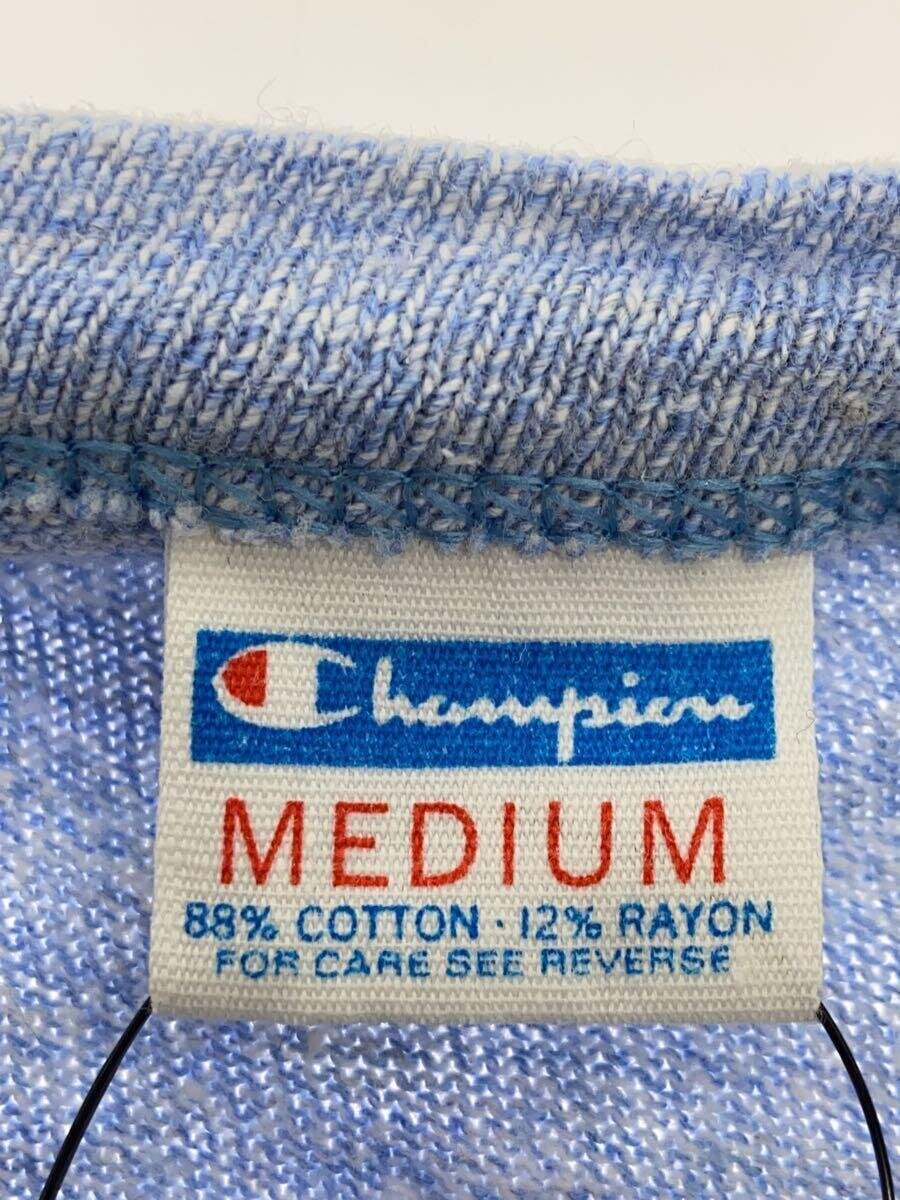 Champion
MEDIUM
88% COTTON · 12% RAYON
FOR CARE SEE REVERSE